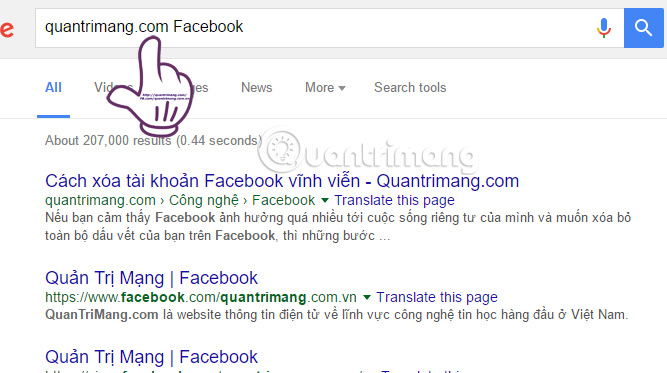 e quantrimang.com Facebook
All Videos ges News More Search tools
http://quantrimang.com/
About 207,000 results (0.44 seconds)
Quantrimang
Cách xóa tài khoản Facebook vĩnh viễn - Quantrimang.com
quantrimang.com › Công nghệ › Facebook Translate this page
Nếu bạn cảm thấy Facebook ảnh hưởng quá nhiều tới cuộc sống riêng tư của mình và muốn xóa bỏ
toàn bộ dấu vết của bạn trên Facebook, thì những bước ...
Quản Trị Mạng | Facebook
https://www.facebook.com/quantrimang.com.vn Translate this page
QuanTriMang.com là website thông tin điện tử về lĩnh vực công nghệ tin học hàng đầu ở Việt Nam.
Quản Trị Mạng | Facebook